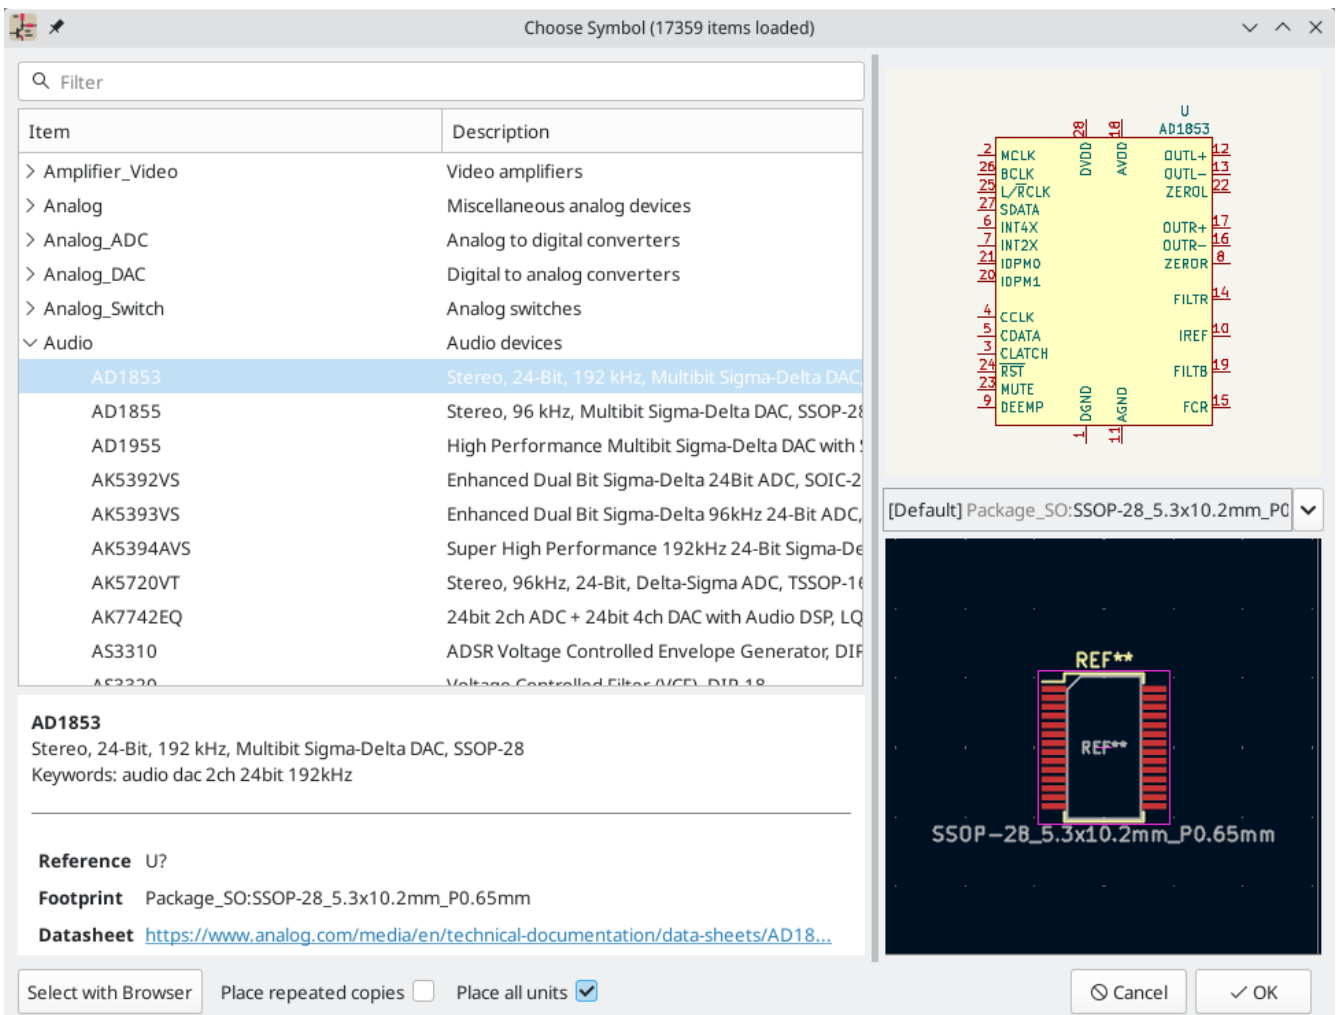 Choose Symbol (17359 items loaded)
Filter
Item Description
Amplifier_Video Video amplifiers
Analog Miscellaneous analog devices
Analog_ADC Analog to digital converters
Analog_DAC Digital to analog converters
Analog_Switch Analog switches
Audio Audio devices
AD1853 Stereo, 24-Bit, 192 kHz, Multibit Sigma-Delta DAC,
AD1855 Stereo, 96 kHz, Multibit Sigma-Delta DAC, SSOP-28
AD1955 High Performance Multibit Sigma-Delta DAC with
AK5392VS Enhanced Dual Bit Sigma-Delta 24Bit ADC, SOIC-2
AK5393VS Enhanced Dual Bit Sigma-Delta 96kHz 24-Bit ADC,
AK5394AVS Super High Performance 192kHz 24-Bit Sigma-De
AK5720VT Stereo, 96kHz, 24-Bit, Delta-Sigma ADC, TSSOP-16
AK7742EQ 24bit 2ch ADC + 24bit 4ch DAC with Audio DSP, LQ
AS3310 ADSR Voltage Controlled Envelope Generator, DIP
AS3320 Voltage Controlled Filter (VCF), DIP-18
AD1853
Stereo, 24-Bit, 192 kHz, Multibit Sigma-Delta DAC, SSOP-28
Keywords: audio dac 2ch 24bit 192kHz
Reference U?
Footprint Package_SO:SSOP-28_5.3x10.2mm_P0.65mm
Datasheet https://www.analog.com/media/en/technical-documentation/data-sheets/AD18...
Select with Browser Place repeated copies Place all units
U
AD1853
28 18
DVDD AVDD
2 MCLK OUTL+ 12
26 BCLK OUTL- 13
25 L/RCLK ZEROL 22
27 SDATA
6 INT4X OUTR+ 17
7 INT2X OUTR- 16
21 IDPM0 ZEROR 8
20 IDPM1
FILTR 14
4 CCLK
5 CDATA IREF 10
3 CLATCH
24 RST FILTB 19
23 MUTE
9 DEEMP FCR 15
DGND AGND
1 11
[Default] Package_SO:SSOP-28_5.3x10.2mm_P0
REF**
REF**
SSOP-28_5.3x10.2mm_P0.65mm
Cancel OK